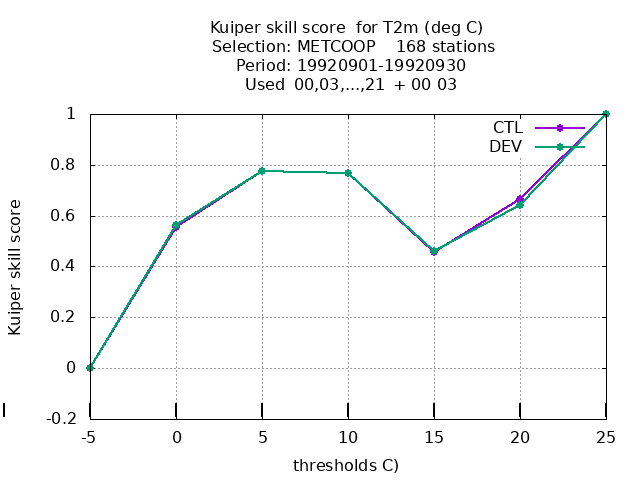 Kuiper skill score for T2m (deg C)
Selection: METCOOP 168 stations
Period: 19920901-19920930
Used 00,03,...,21 + 00 03
CTL
DEV
1
0.8
0.6
0.4
0.2
0
-0.2
Kuiper skill score
-5 0 5 10 15 20 25
thresholds C)